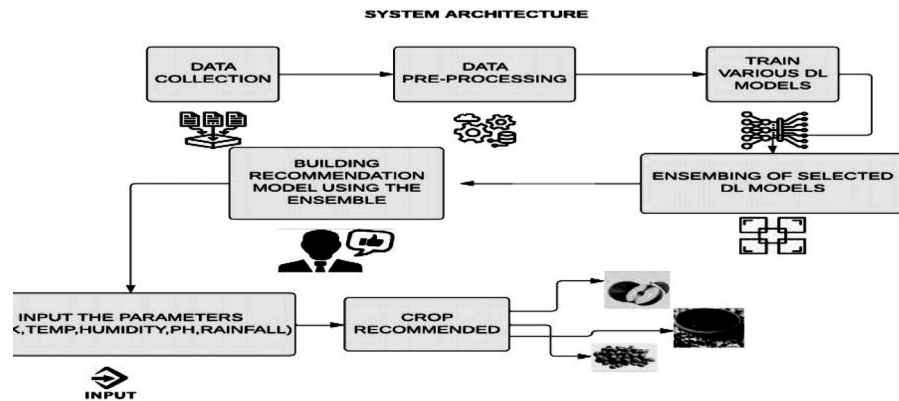 SYSTEM ARCHITECTURE
DATA
COLLECTION
DATA
PRE-PROCESSING
TRAIN
VARIOUS DL
MODELS
BUILDING
RECOMMENDATION
MODEL USING THE
ENSEMBLE
ENSEMBING OF SELECTED
DL MODELS
INPUT THE PARAMETERS
K,TEMP,HUMIDITY,PH,RAINFALL)
CROP
RECOMMENDED
INPUT